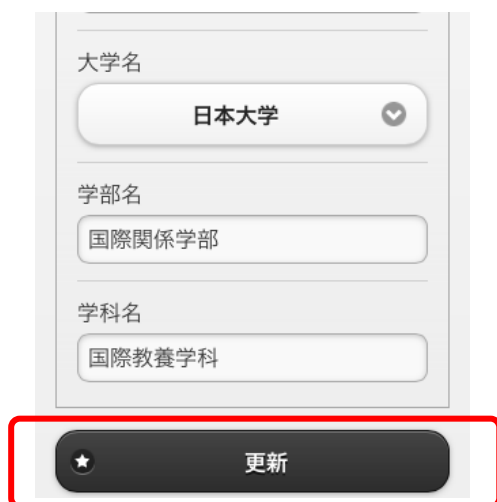 大学名
日本大学
学部名
国際関係学部
学科名
国際教養学科
更新